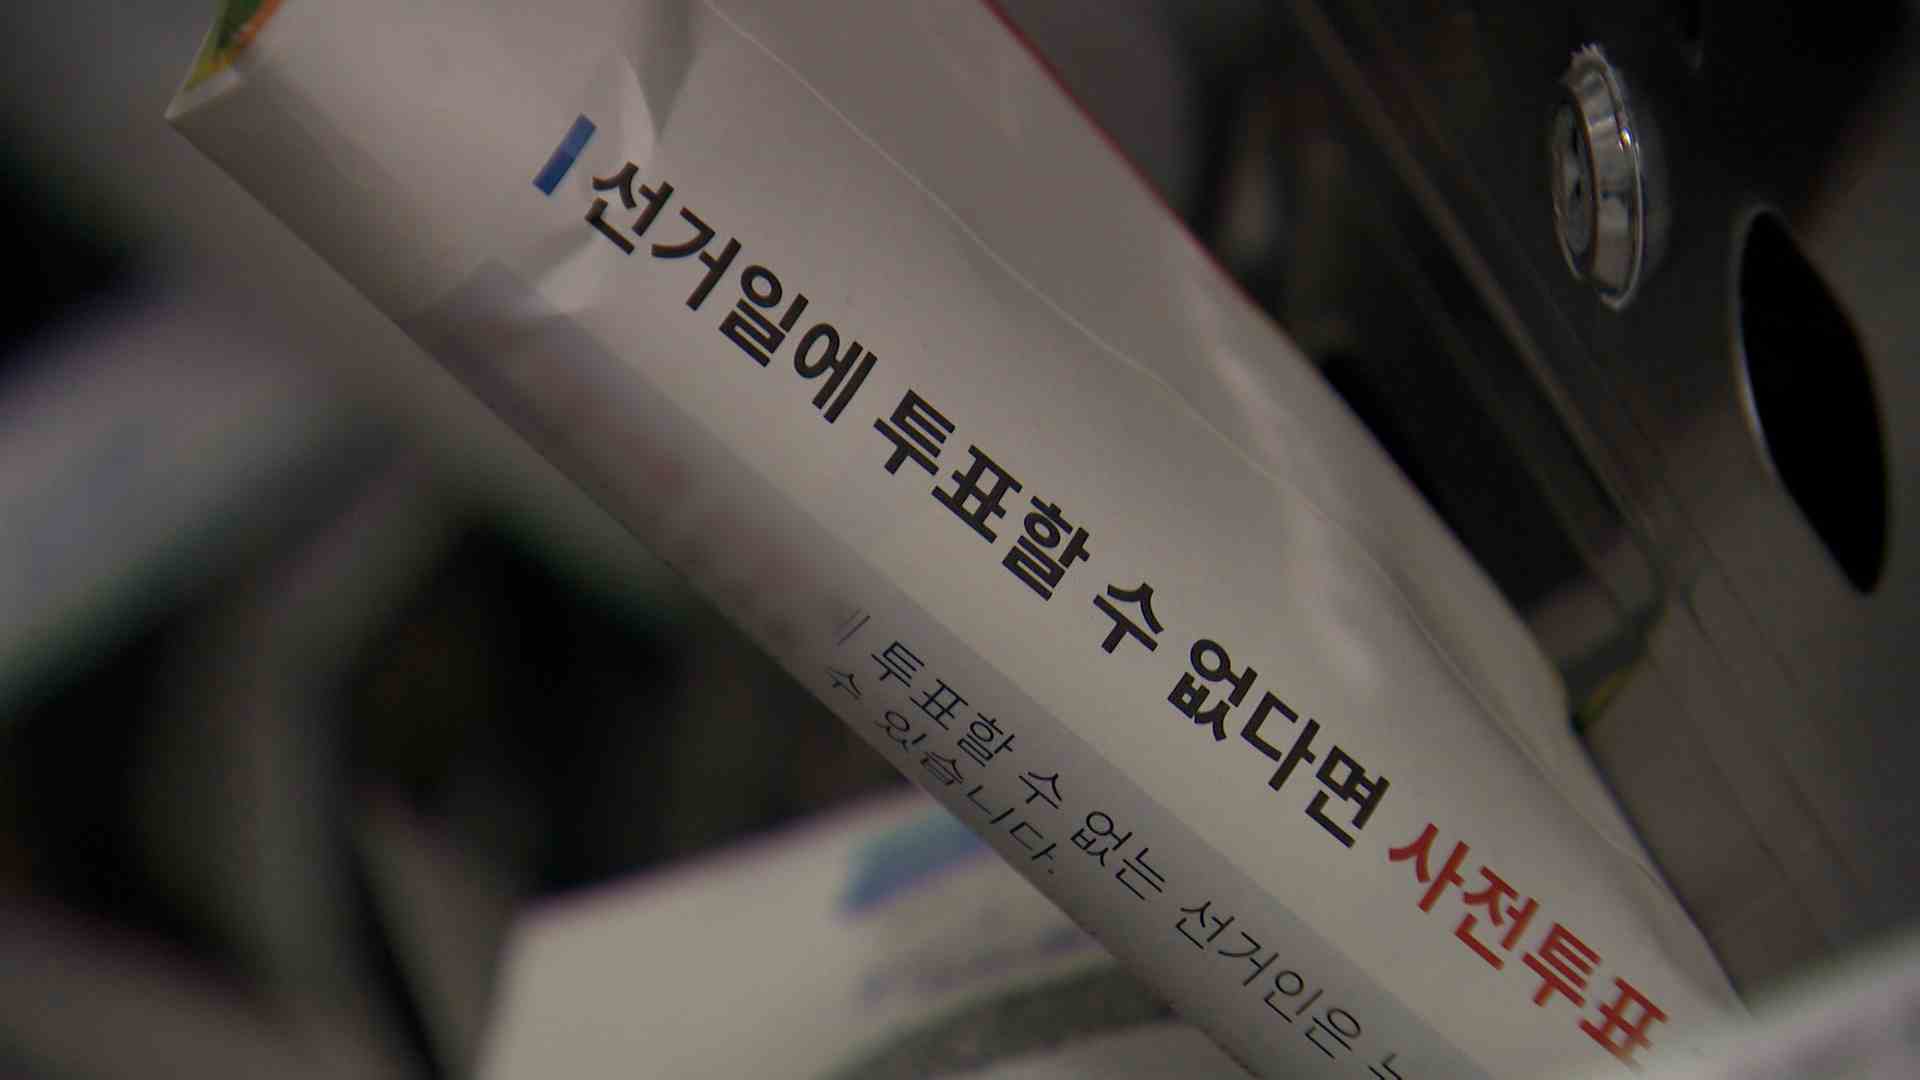 선거일에 투표할 수 없다면 사전투표
에 투표할 수 없는 선거인은
수 있습니다.